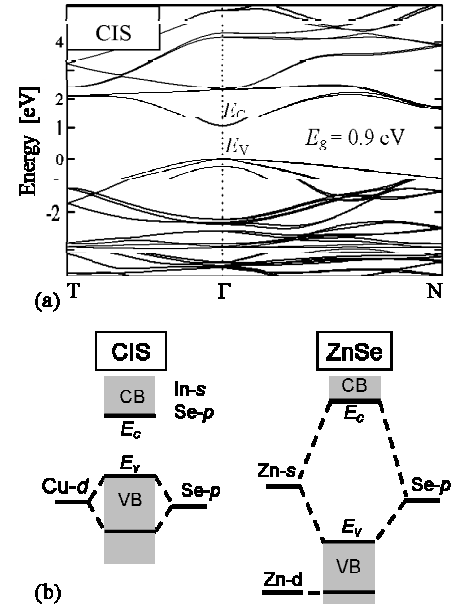 CIS
Energy [eV]
4
2
1
0
-2
E_C
E_V
E_g = 0.9 eV
T Γ N
(a)
CIS ZnSe
CB In-s
Se-p
E_c
CB
E_c
Cu-d E_v Se-p
VB
Zn-s Se-p
E_v
VB
Zn-d
(b)